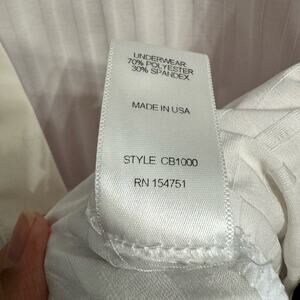 UNDERWEAR
70% POLYESTER
30% SPANDEX
MADE IN USA
STYLE CB1000
RN 154751